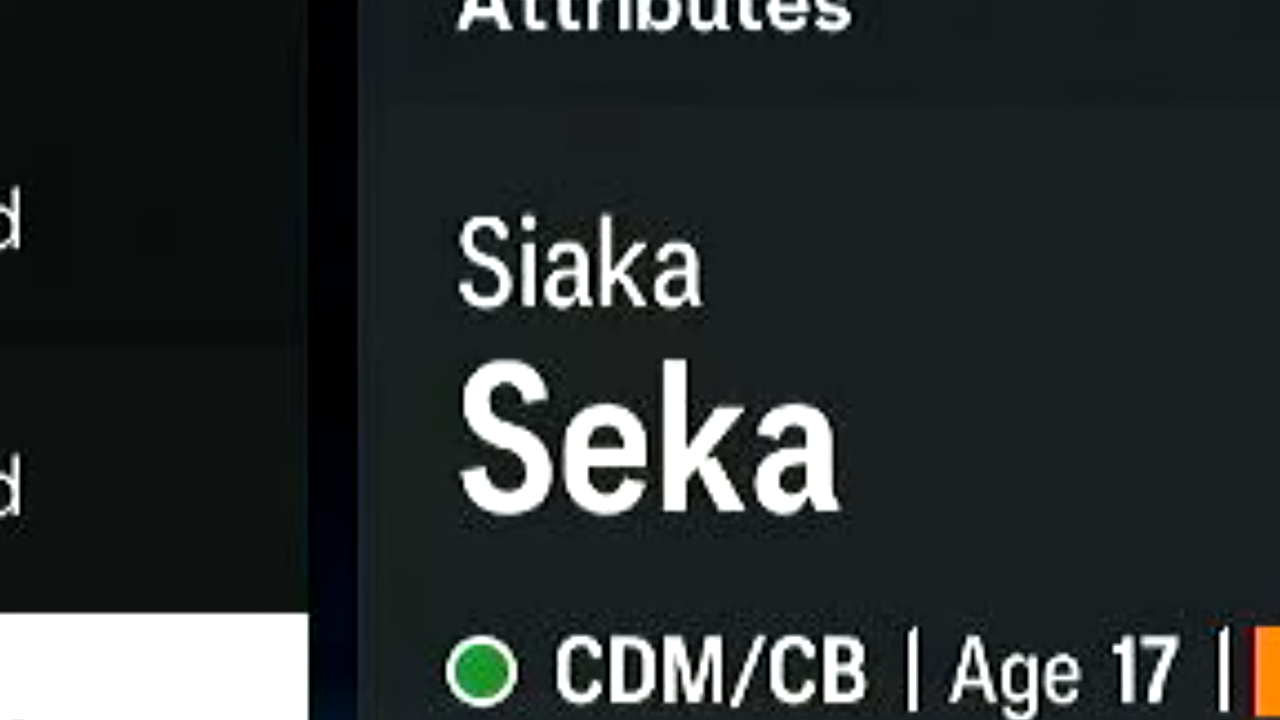 Attributes
d
Siaka
Seka
d
CDM/CB | Age 17 |